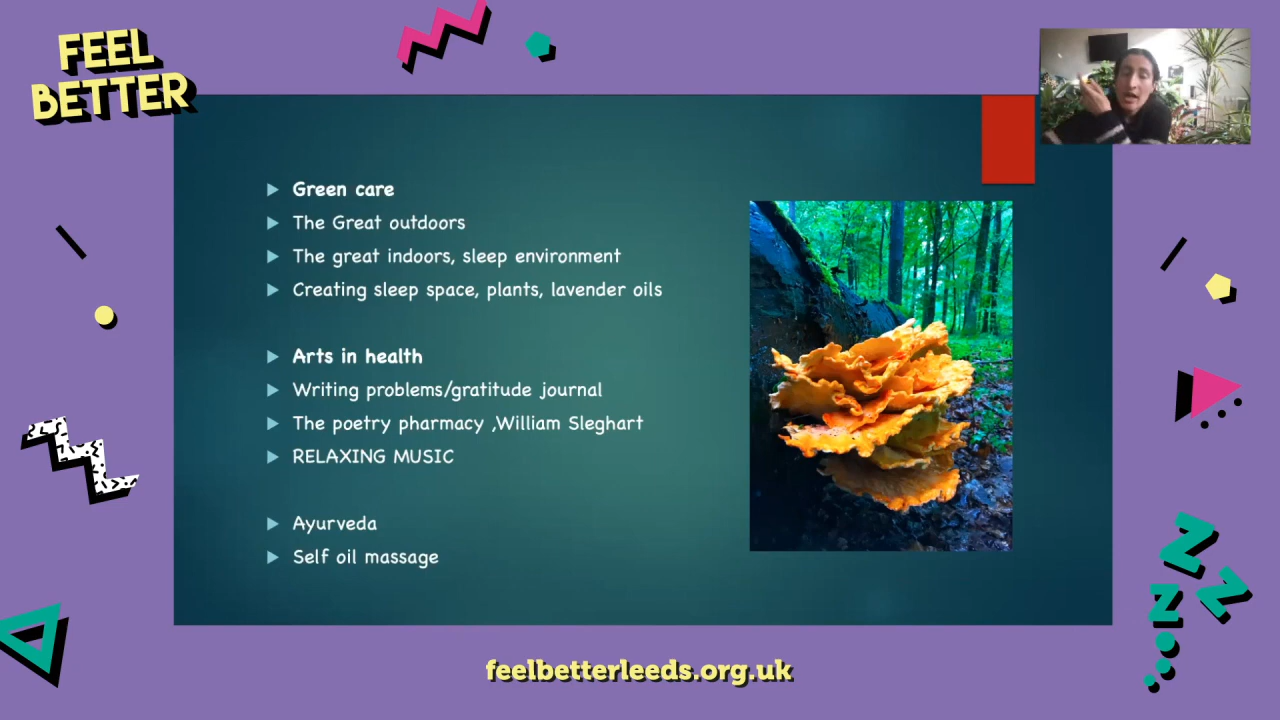 FEEL
BETTER
Green care
The Great outdoors
The great indoors, sleep environment
Creating sleep space, plants, lavender oils
Arts in health
Writing problems/gratitude journal
The poetry pharmacy ,William Sleghart
RELAXING MUSIC
Ayurveda
Self oil massage
Z
Z
Z
feelbetterleeds.org.uk